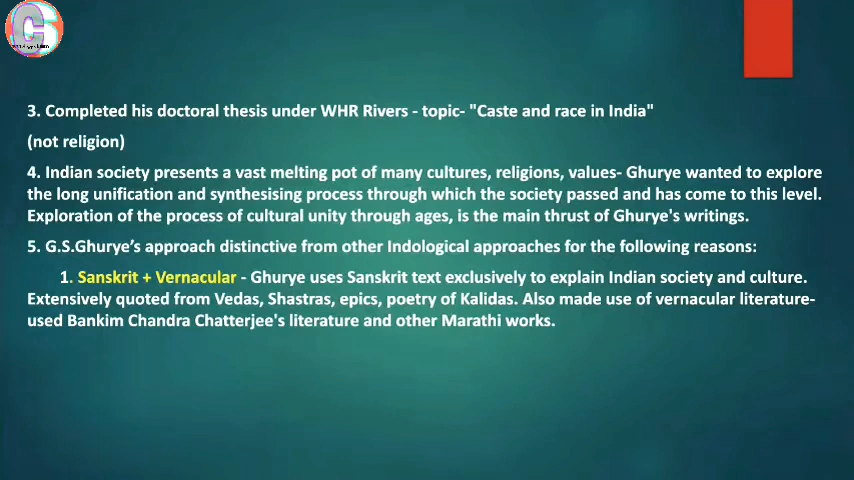 3. Completed his doctoral thesis under WHR Rivers - topic- "Caste and race in India"
(not religion)
4. Indian society presents a vast melting pot of many cultures, religions, values- Ghurye wanted to explore
the long unification and synthesising process through which the society passed and has come to this level.
Exploration of the process of cultural unity through ages, is the main thrust of Ghurye's writings.
5. G.S.Ghurye’s approach distinctive from other Indological approaches for the following reasons:
1. Sanskrit + Vernacular - Ghurye uses Sanskrit text exclusively to explain Indian society and culture.
Extensively quoted from Vedas, Shastras, epics, poetry of Kalidas. Also made use of vernacular literature-
used Bankim Chandra Chatterjee's literature and other Marathi works.